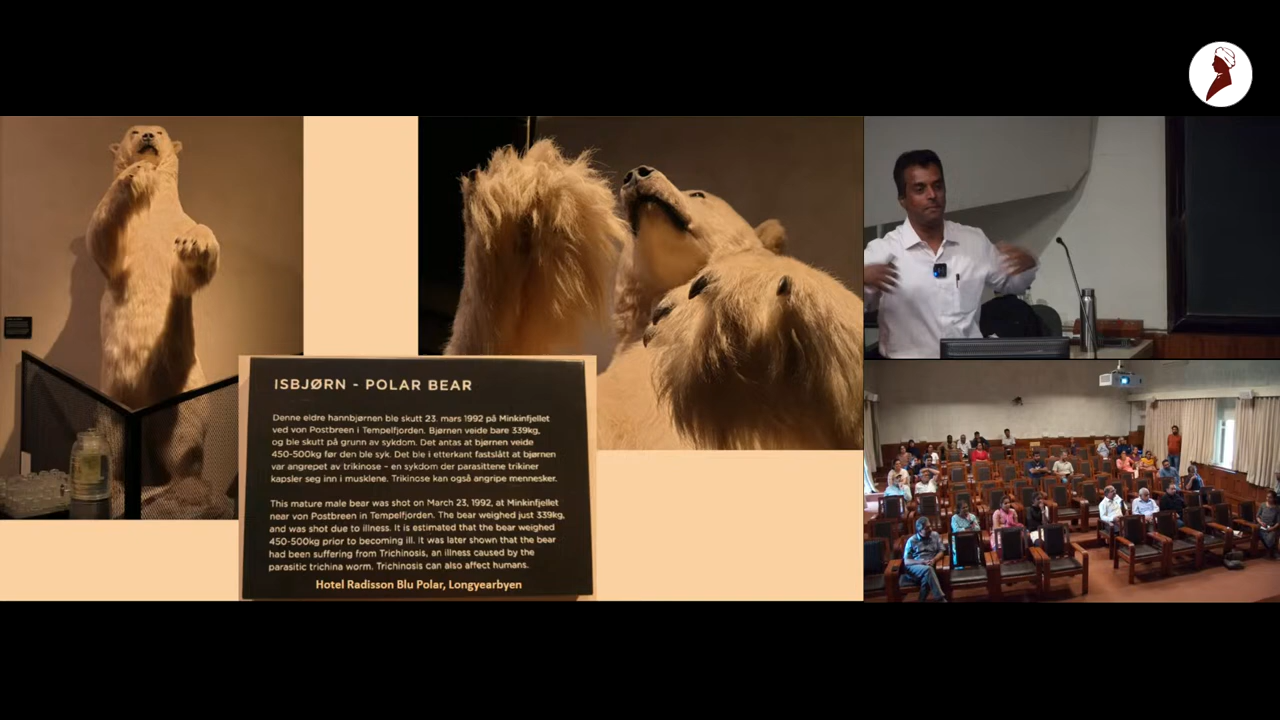 ISBJØRN - POLAR BEAR
Denne eldre hannbjørnen ble skutt 23. mars 1992 på Minkinfjellet
ved von Postbreen i Tempelfjorden. Bjørnen veide bare 339kg,
og ble skutt på grunn av sykdom. Det antas at bjørnen veide
450-500kg før den ble syk. Det ble i etterkant fastslått at bjørnen
var angrepet av trikinose – en sykdom der parasittene trikiner
kapsler seg inn i musklene. Trikinose kan også angripe mennesker.
This mature male bear was shot on March 23, 1992, at Minkinfjellet
near von Postbreen in Tempelfjorden. The bear weighed just 339kg,
and was shot due to illness. It is estimated that the bear weighed
450-500kg prior to becoming ill. It was later shown that the bear
had been suffering from Trichinosis, an illness caused by the
parasitic trichina worm. Trichinosis can also affect humans.
Hotel Radisson Blu Polar, Longyearbyen